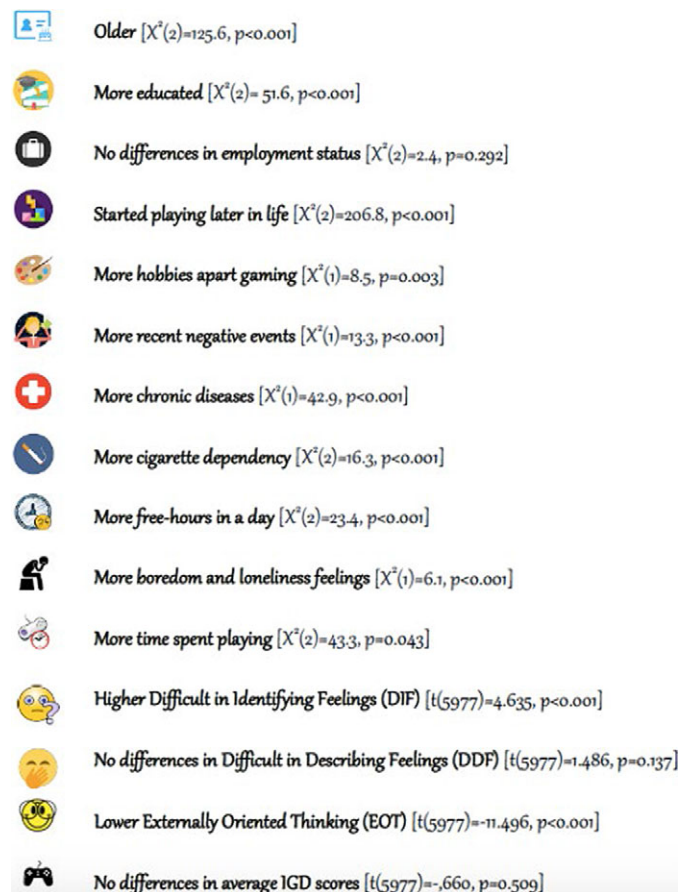 Older [X²(2)=125.6, p<0.001]
More educated [X²(2)= 51.6, p<0.001]
No differences in employment status [X²(2)=2.4, p=0.292]
Started playing later in life [X²(2)=206.8, p<0.001]
More hobbies apart gaming [X²(1)=8.5, p=0.003]
More recent negative events [X²(1)=13.3, p<0.001]
More chronic diseases [X²(1)=42.9, p<0.001]
More cigarette dependency [X²(2)=16.3, p<0.001]
More free-hours in a day [X²(2)=23.4, p<0.001]
More boredom and loneliness feelings [X²(1)=6.1, p<0.001]
More time spent playing [X²(2)=43.3, p=0.043]
Higher Difficult in Identifying Feelings (DIF) [t(5977)=4.635, p<0.001]
No differences in Difficult in Describing Feelings (DDF) [t(5977)=1.486, p=0.137]
Lower Externally Oriented Thinking (EOT) [t(5977)=-11.496, p<0.001]
No differences in average IGD scores [t(5977)=-,660, p=0.509]